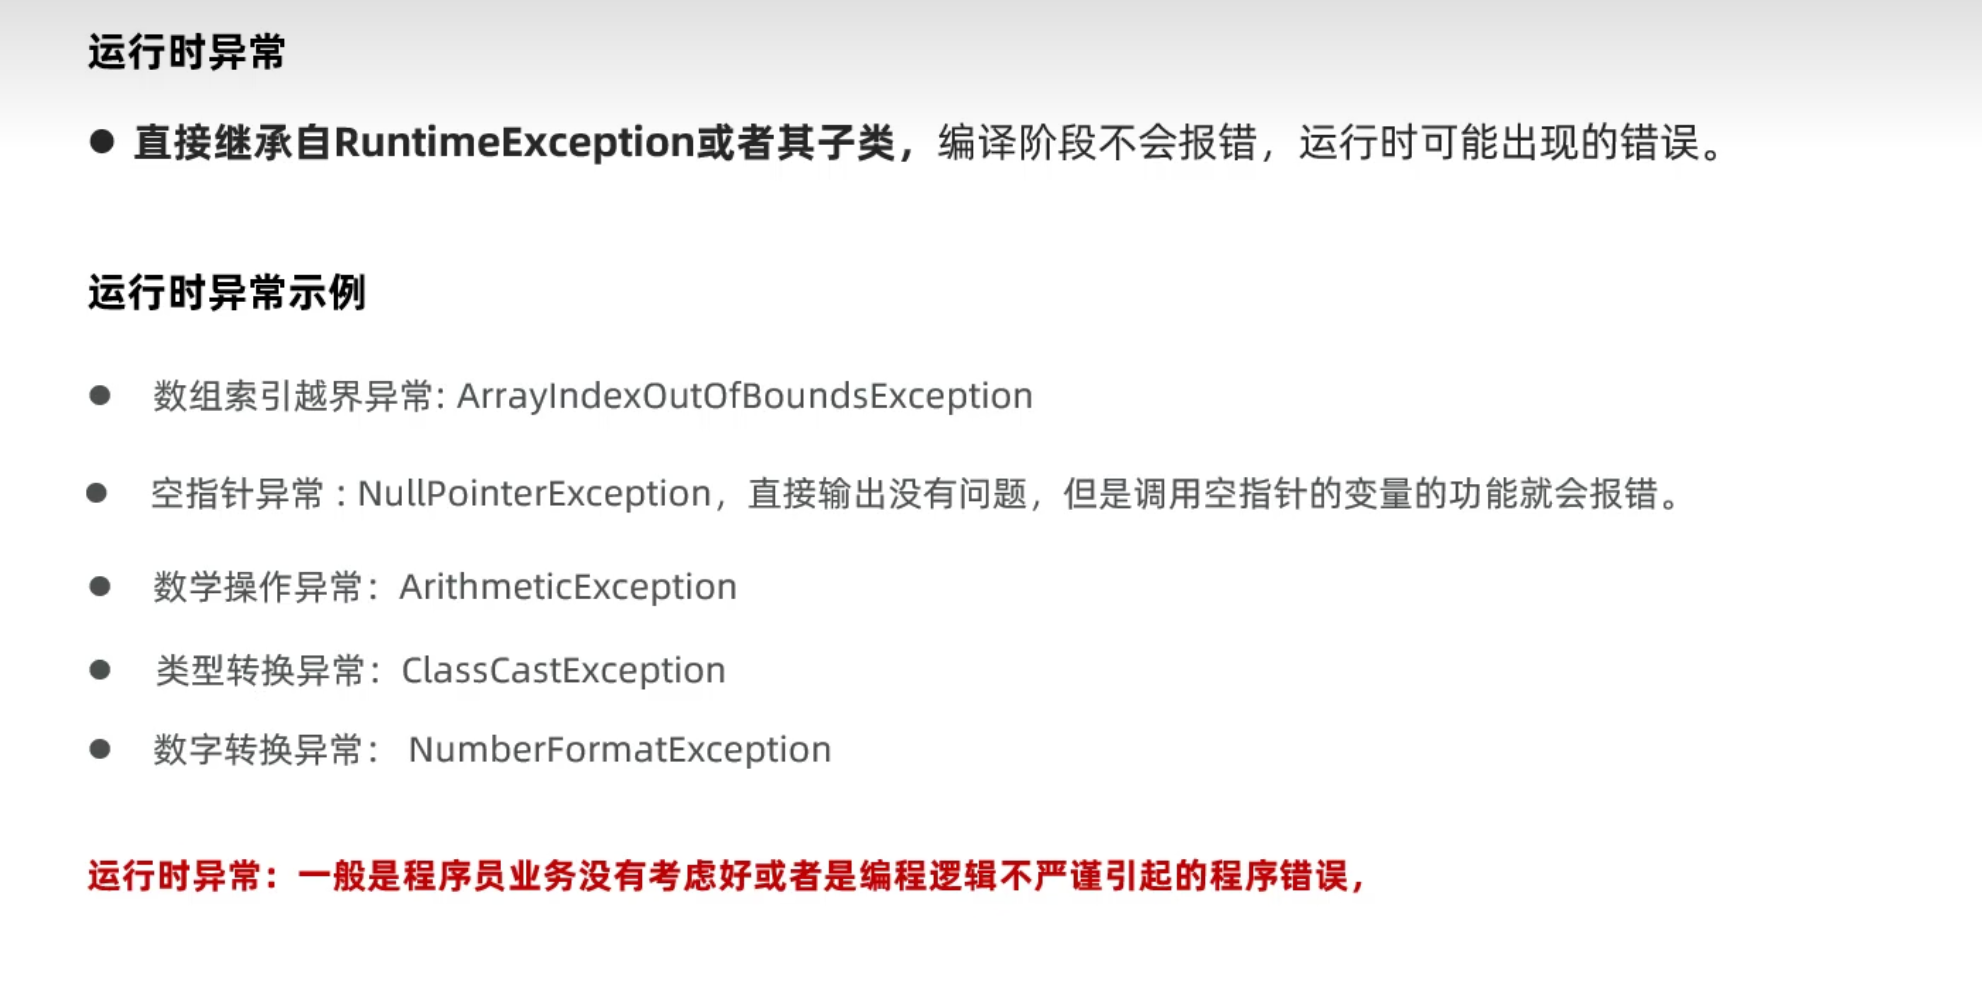 运行时异常
● 直接继承自RuntimeException或者其子类，编译阶段不会报错，运行时可能出现的错误。
运行时异常示例
● 数组索引越界异常: ArrayIndexOutOfBoundsException
● 空指针异常 : NullPointerException，直接输出没有问题，但是调用空指针的变量的功能就会报错。
● 数学操作异常：ArithmeticException
● 类型转换异常：ClassCastException
● 数字转换异常： NumberFormatException
运行时异常：一般是程序员业务没有考虑好或者是编程逻辑不严谨引起的程序错误，